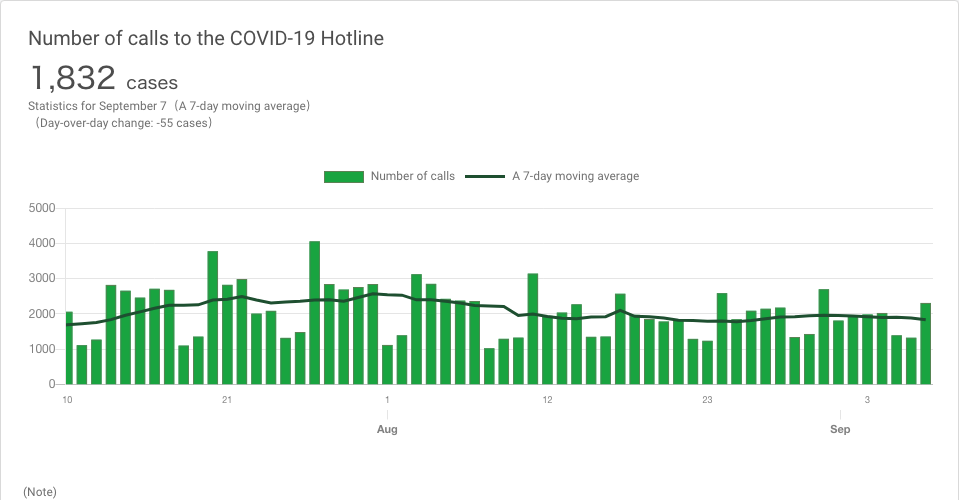 Number of calls to the COVID-19 Hotline
1,832 cases
Statistics for September 7（A 7-day moving average）
（Day-over-day change: -55 cases）
Number of calls A 7-day moving average
5000
4000
3000
2000
1000
0
10 21 1 12 23 3
Aug Sep
(Note)